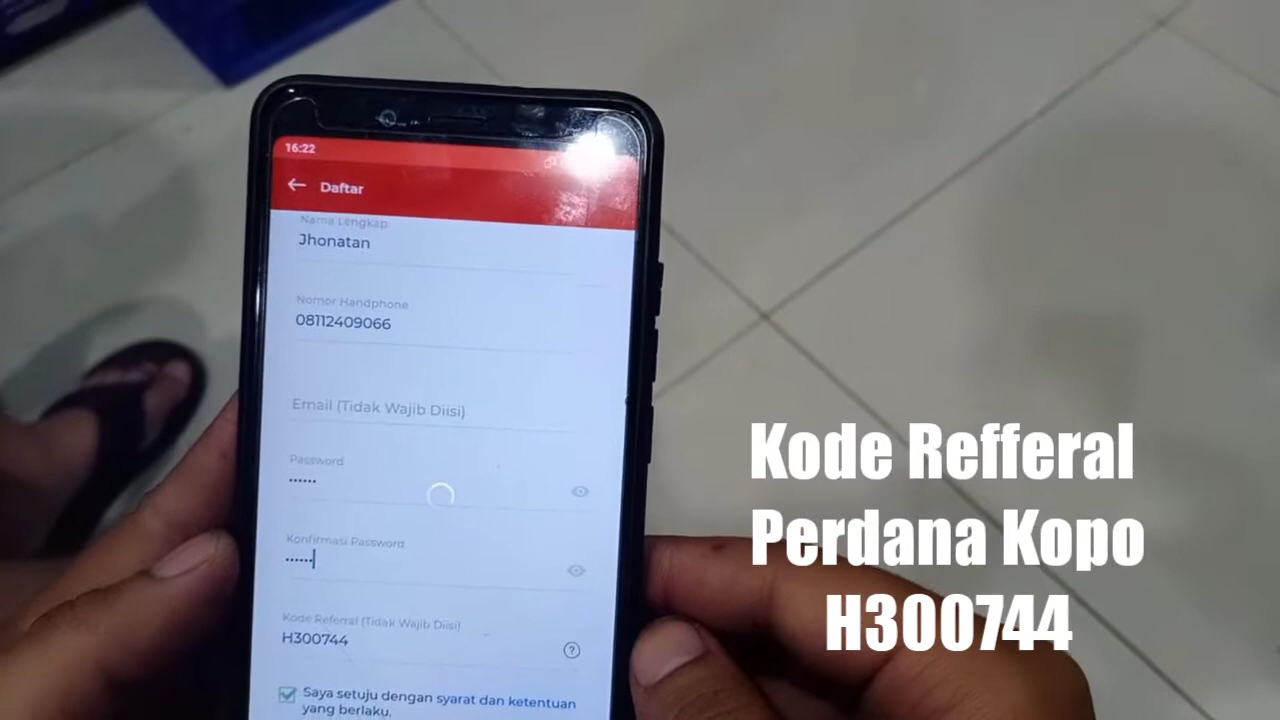 16:22
Daftar
Nama Lengkap
Jhonatan
Nomor Handphone
08112409066
Email (Tidak Wajib Diisi)
Password
••••••
Konfirmasi Password
••••••
Kode Referral (Tidak Wajib Diisi)
H300744
Saya setuju dengan syarat dan ketentuan
yang berlaku.
Kode Refferal
Perdana Kopo
H300744